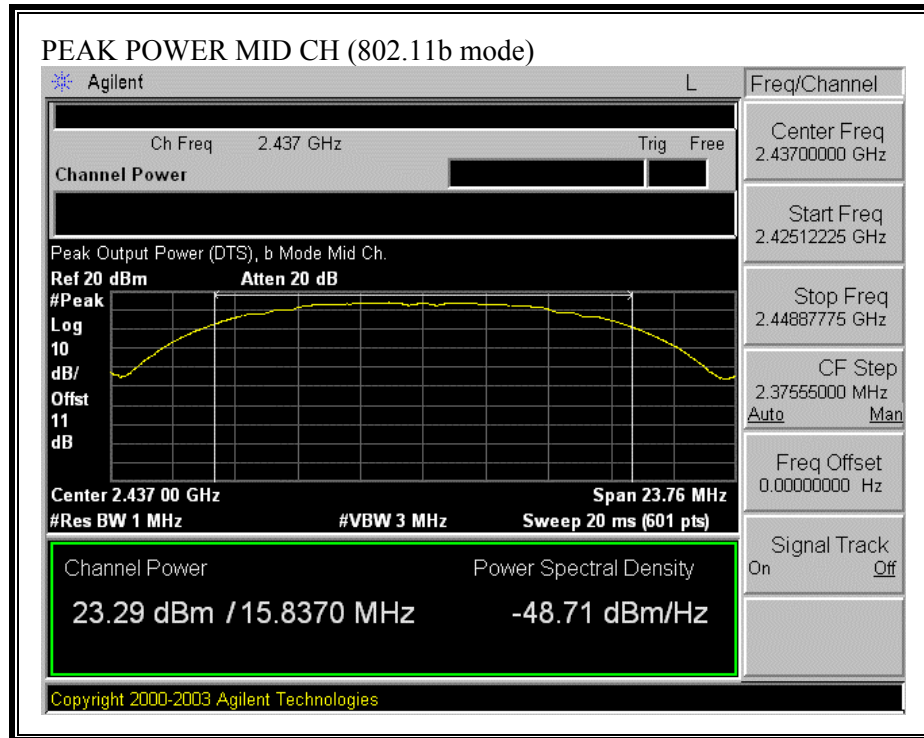 PEAK POWER MID CH (802.11b mode)
Agilent L Freq/Channel
Ch Freq 2.437 GHz Trig Free
Channel Power
Peak Output Power (DTS), b Mode Mid Ch.
Ref 20 dBm Atten 20 dB
#Peak
Log
10
dB/
Offst
11
dB
Center 2.437 00 GHz Span 23.76 MHz
#Res BW 1 MHz #VBW 3 MHz Sweep 20 ms (601 pts)
Channel Power Power Spectral Density
23.29 dBm / 15.8370 MHz -48.71 dBm/Hz
Copyright 2000-2003 Agilent Technologies
Center Freq
2.43700000 GHz
Start Freq
2.42512225 GHz
Stop Freq
2.44887775 GHz
CF Step
2.37555000 MHz
Auto Man
Freq Offset
0.00000000 Hz
Signal Track
On Off